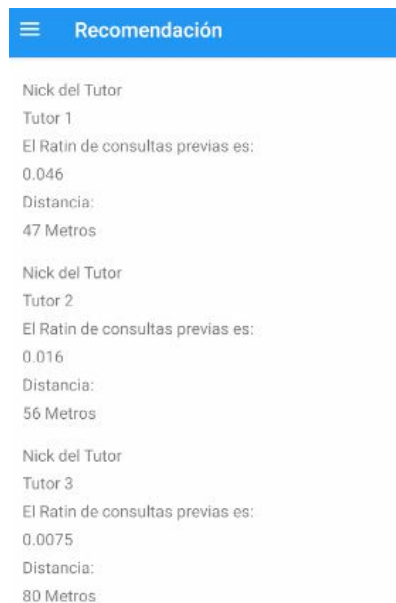 Recomendación
Nick del Tutor
Tutor 1
El Ratin de consultas previas es:
0.046
Distancia:
47 Metros
Nick del Tutor
Tutor 2
El Ratin de consultas previas es:
0.016
Distancia:
56 Metros
Nick del Tutor
Tutor 3
El Ratin de consultas previas es:
0.0075
Distancia:
80 Metros